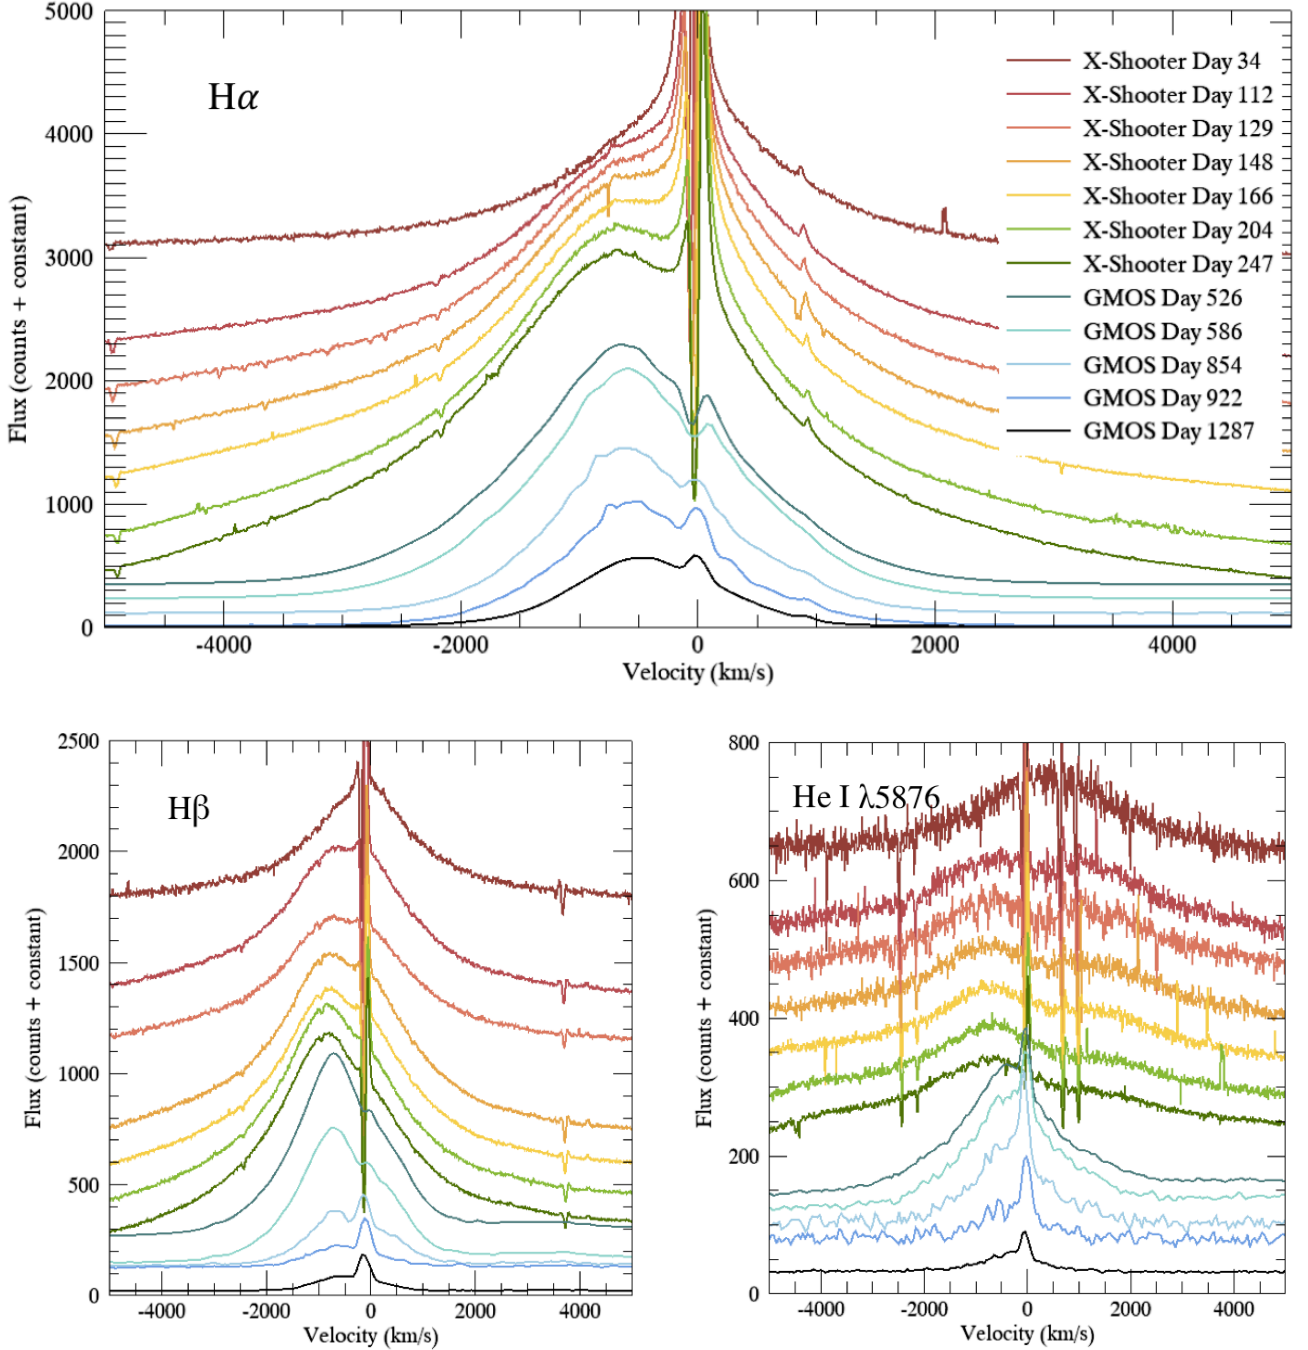 Hα
Flux (counts + constant)
5000
4000
3000
2000
1000
0
X-Shooter Day 34
X-Shooter Day 112
X-Shooter Day 129
X-Shooter Day 148
X-Shooter Day 166
X-Shooter Day 204
X-Shooter Day 247
GMOS Day 526
GMOS Day 586
GMOS Day 854
GMOS Day 922
GMOS Day 1287
-4000 -2000 0 2000 4000
Velocity (km/s)
Hβ
Flux (counts + constant)
2500
2000
1500
1000
500
0
-4000 -2000 0 2000 4000
Velocity (km/s)
He I λ5876
Flux (counts + constant)
800
600
400
200
0
-4000 -2000 0 2000 4000
Velocity (km/s)